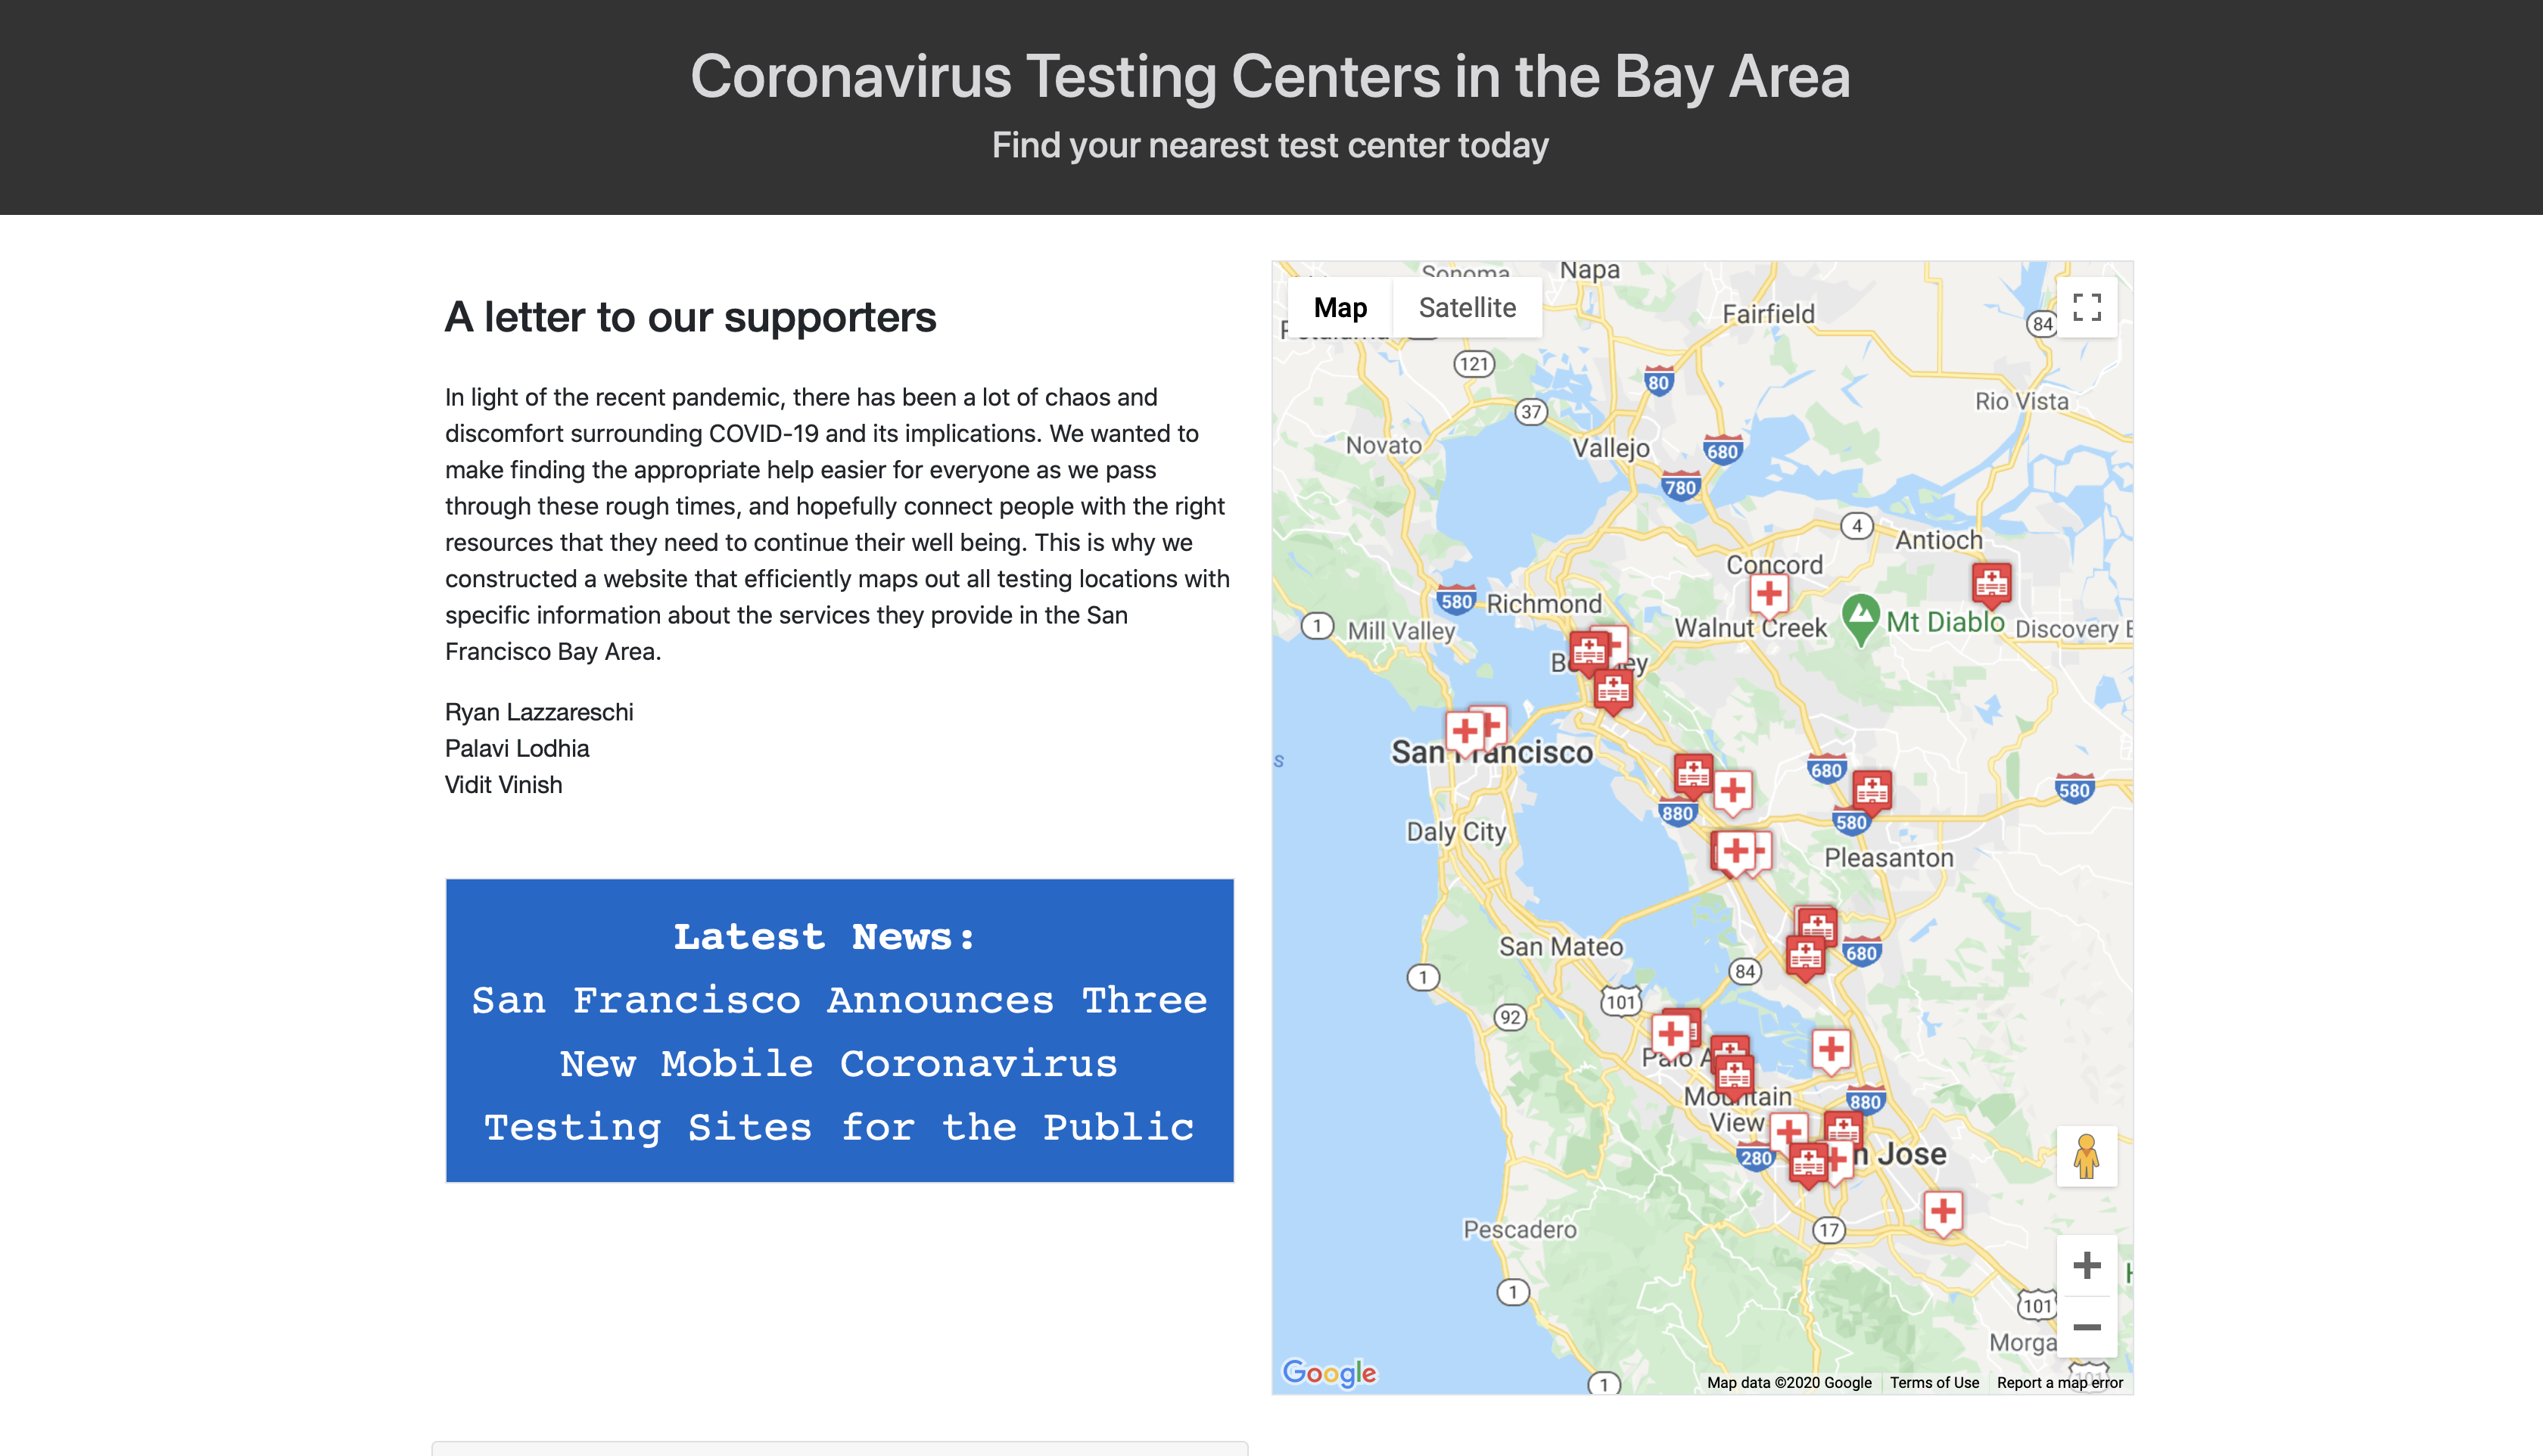 Coronavirus Testing Centers in the Bay Area
Find your nearest test center today
A letter to our supporters
In light of the recent pandemic, there has been a lot of chaos and
discomfort surrounding COVID-19 and its implications. We wanted to
make finding the appropriate help easier for everyone as we pass
through these rough times, and hopefully connect people with the right
resources that they need to continue their well being. This is why we
constructed a website that efficiently maps out all testing locations with
specific information about the services they provide in the San
Francisco Bay Area.
Ryan Lazzareschi
Palavi Lodhia
Vidit Vinish
Latest News:
San Francisco Announces Three
New Mobile Coronavirus
Testing Sites for the Public
Sonoma
Napa
Map
Satellite
Fairfield
84
121
80
37
Rio Vista
Novato
Vallejo
680
780
4
Antioch
Concord
580
Richmond
1
Mill Valley
Walnut Creek
Mt Diablo
Discovery
San Francisco
680
580
880
580
Daly City
Pleasanton
San Mateo
680
1
84
101
92
Palo
Mountain
View
880
280
Jose
17
Pescadero
1
101
1
101
Google
Map data ©2020 Google
Terms of Use
Report a map error